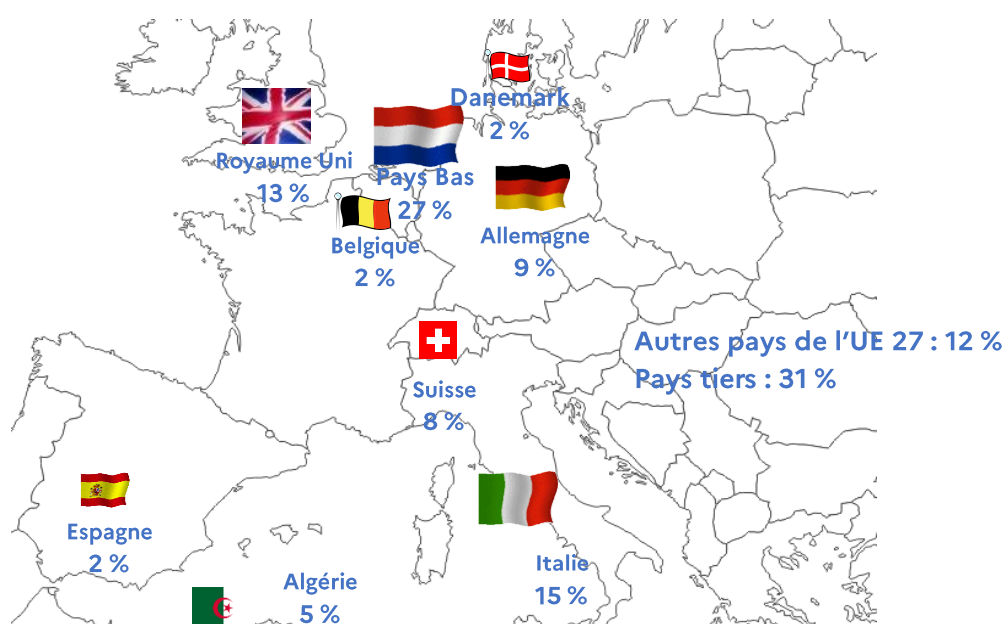 Danemark
2 %
Royaume Uni
13 %
Pays Bas
27 %
Belgique
2 %
Allemagne
9 %
Autres pays de l’UE 27 : 12 %
Pays tiers : 31 %
Suisse
8 %
Espagne
2 %
Italie
15 %
Algérie
5 %